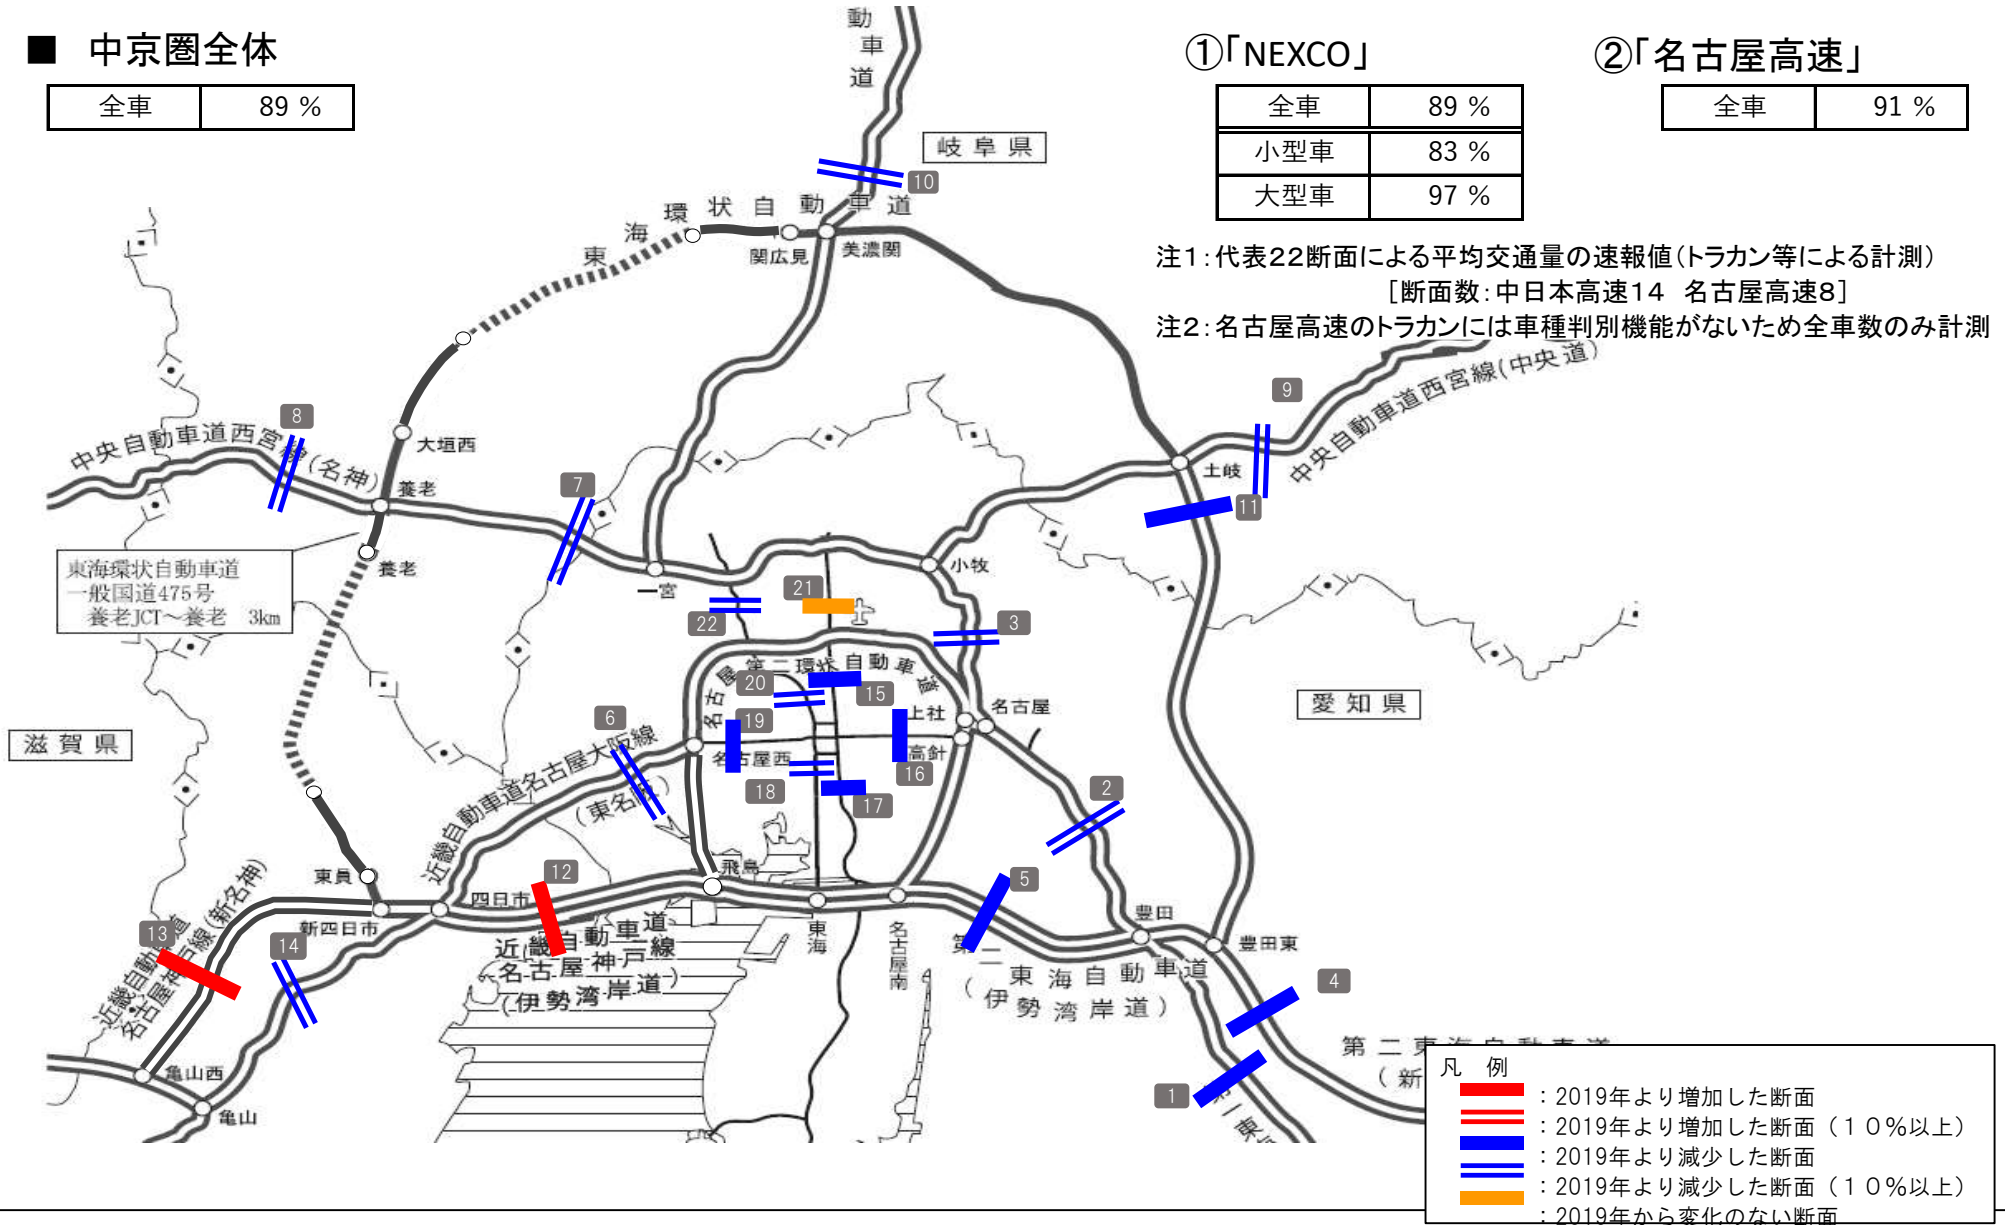 ■ 中京圏全体
全車 89 %
①「NEXCO」
全車 89 %
小型車 83 %
大型車 97 %
②「名古屋高速」
全車 91 %
注1:代表22断面による平均交通量の速報値(トラカン等による計測)
[断面数:中日本高速14 名古屋高速8]
注2:名古屋高速のトラカンには車種判別機能がないため全車数のみ計測
動車道
岐阜県
10
東海環状自動車道
関広見
美濃関
9
中央自動車道西宮線(中央道)
8
中央自動車道西宮線(名神)
大垣西
養老
7
土岐
11
養老
東海環状自動車道
一般国道475号
養老JCT～養老 3km
一宮
小牧
21
22
3
名古屋第二環状自動車道
20
15
19
上社
名古屋
愛知県
滋賀県
6
近畿自動車道名古屋大阪線
(東名阪)
名古屋西
高針
16
18
17
2
飛島
東員
12
5
四日市
新四日市
13
14
近畿自動車道
名古屋神戸線(新名神)
近畿自動車道
名古屋神戸線
(伊勢湾岸道)
東海
名古屋南
豊田
豊田東
第二東海自動車道
(伊勢湾岸道)
4
1
亀山西
亀山
第二東海自動車道
(新
第一東
凡 例
:2019年より増加した断面
:2019年より増加した断面(10%以上)
:2019年より減少した断面
:2019年より減少した断面(10%以上)
:2019年から変化のない断面